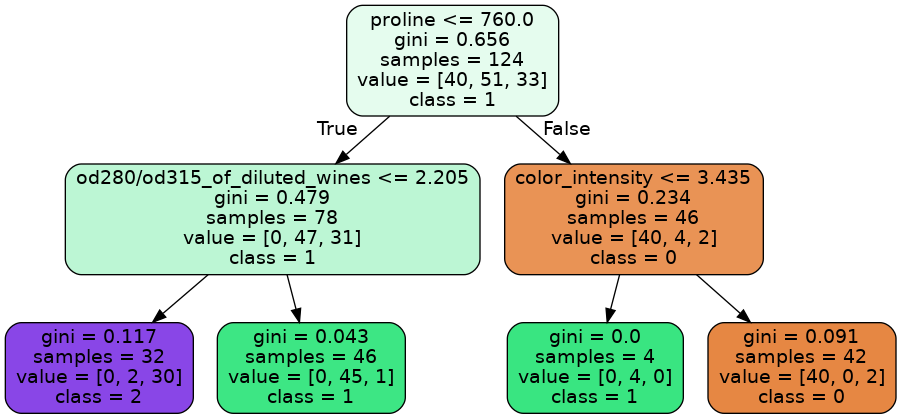 proline <= 760.0
gini = 0.656
samples = 124
value = [40, 51, 33]
class = 1
True
False
od280/od315_of_diluted_wines <= 2.205
gini = 0.479
samples = 78
value = [0, 47, 31]
class = 1
color_intensity <= 3.435
gini = 0.234
samples = 46
value = [40, 4, 2]
class = 0
gini = 0.117
samples = 32
value = [0, 2, 30]
class = 2
gini = 0.043
samples = 46
value = [0, 45, 1]
class = 1
gini = 0.0
samples = 4
value = [0, 4, 0]
class = 1
gini = 0.091
samples = 42
value = [40, 0, 2]
class = 0